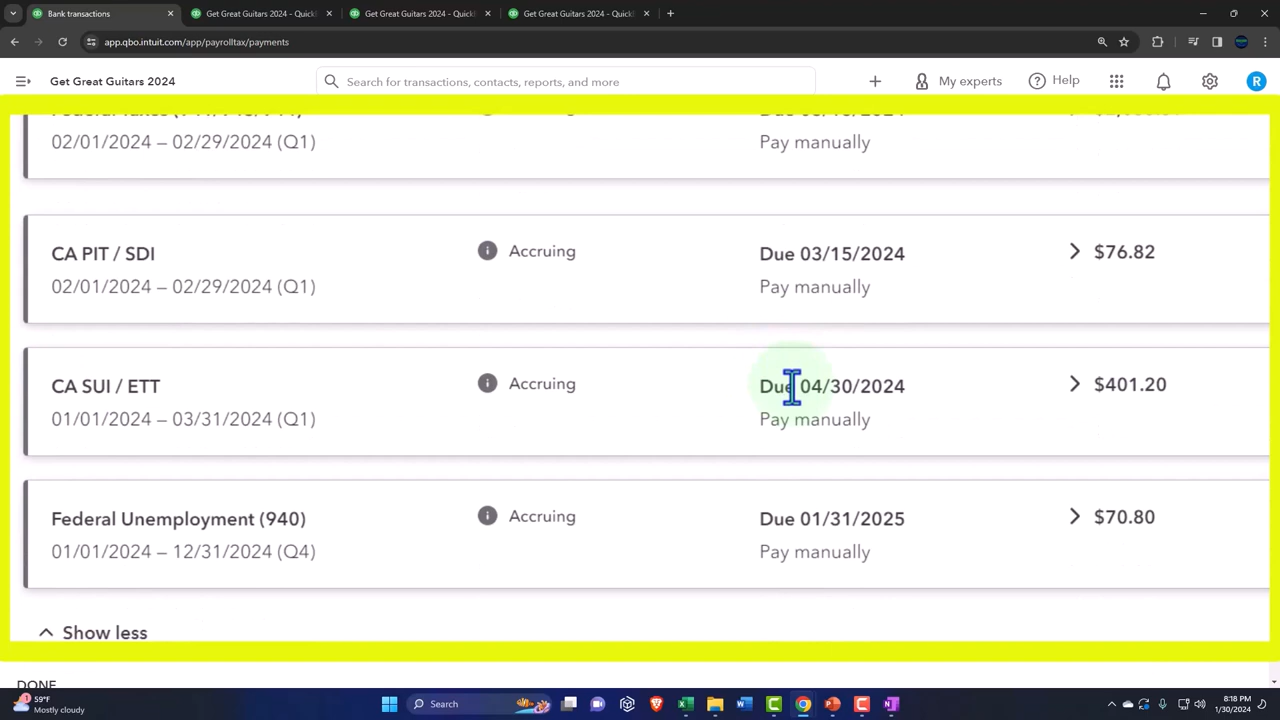 Bank transactions
Get Great Guitars 2024 - Quick
Get Great Guitars 2024 - Quick
Get Great Guitars 2024 - Quick
app.qbo.intuit.com/app/payrolltax/payments
Get Great Guitars 2024
Search for transactions, contacts, reports, and more
My experts
Help
R
02/01/2024 – 02/29/2024 (Q1)
Pay manually
CA PIT / SDI
Accruing
Due 03/15/2024
$76.82
02/01/2024 – 02/29/2024 (Q1)
Pay manually
CA SUI / ETT
Accruing
Due 04/30/2024
$401.20
01/01/2024 – 03/31/2024 (Q1)
Pay manually
Federal Unemployment (940)
Accruing
Due 01/31/2025
$70.80
01/01/2024 – 12/31/2024 (Q4)
Pay manually
Show less
DONE
59°F
Mostly cloudy
Search
8:18 PM
1/30/2024